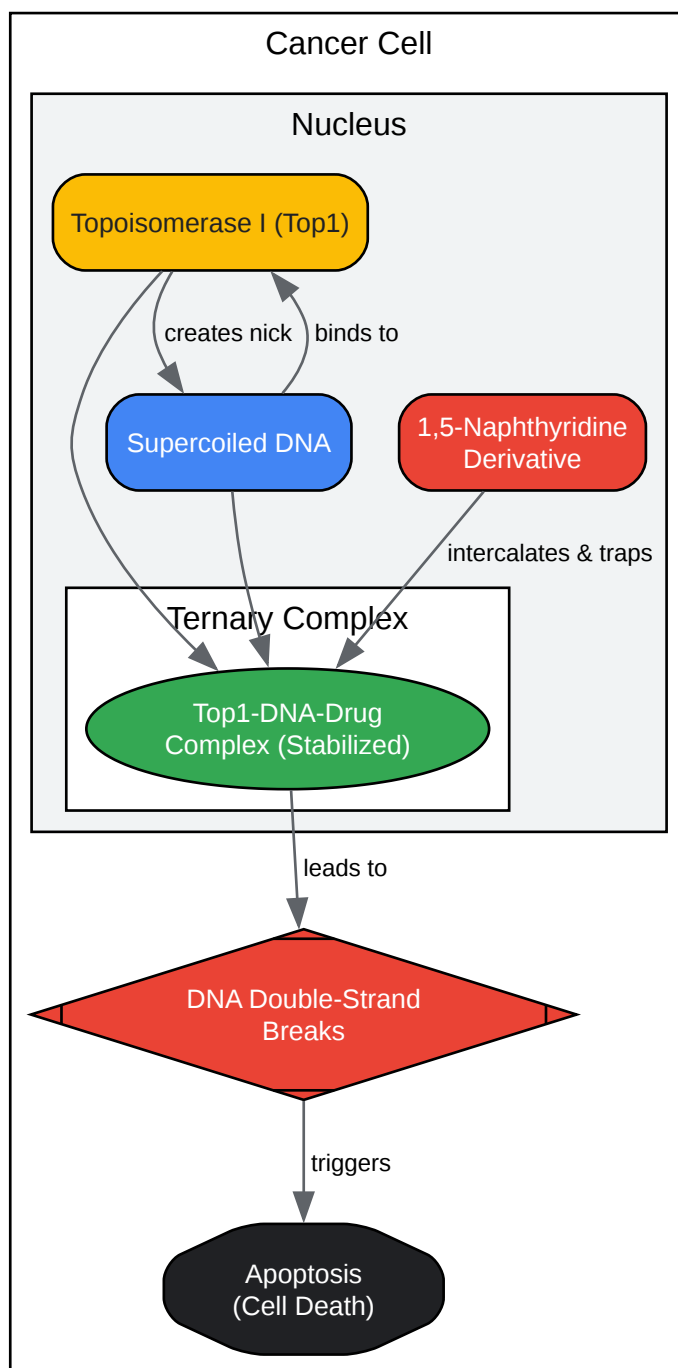 Cancer Cell
Nucleus
Topoisomerase I (Top1)
creates nick
binds to
Supercoiled DNA
1,5-Naphthyridine
Derivative
intercalates & traps
Ternary Complex
Top1-DNA-Drug
Complex (Stabilized)
leads to
DNA Double-Strand
Breaks
triggers
Apoptosis
(Cell Death)